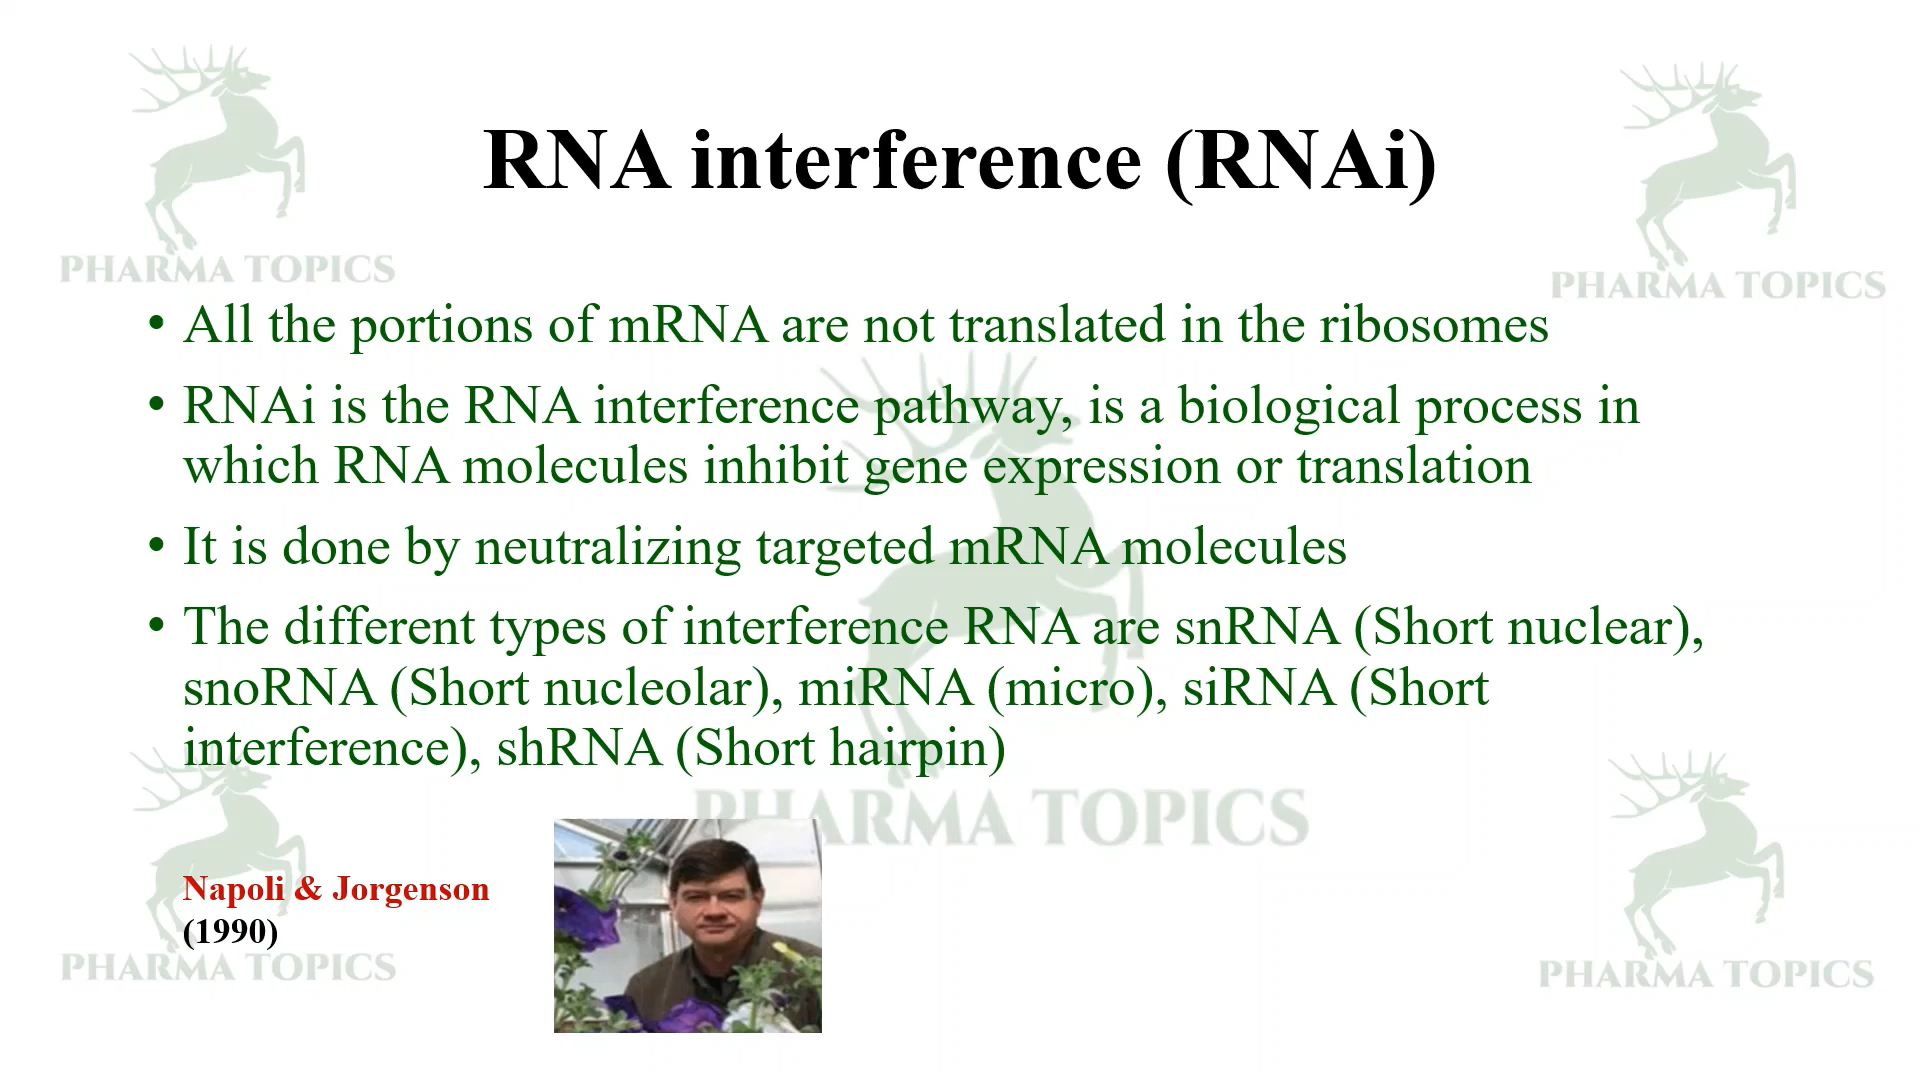 PHARMA TOPICS
PHARMA TOPICS
RNA interference (RNAi)
• All the portions of mRNA are not translated in the ribosomes
• RNAi is the RNA interference pathway, is a biological process in
which RNA molecules inhibit gene expression or translation
• It is done by neutralizing targeted mRNA molecules
• The different types of interference RNA are snRNA (Short nuclear),
snoRNA (Short nucleolar), miRNA (micro), siRNA (Short
interference), shRNA (Short hairpin)
PHARMA TOPICS
Napoli & Jorgenson
(1990)
PHARMA TOPICS
PHARMA TOPICS